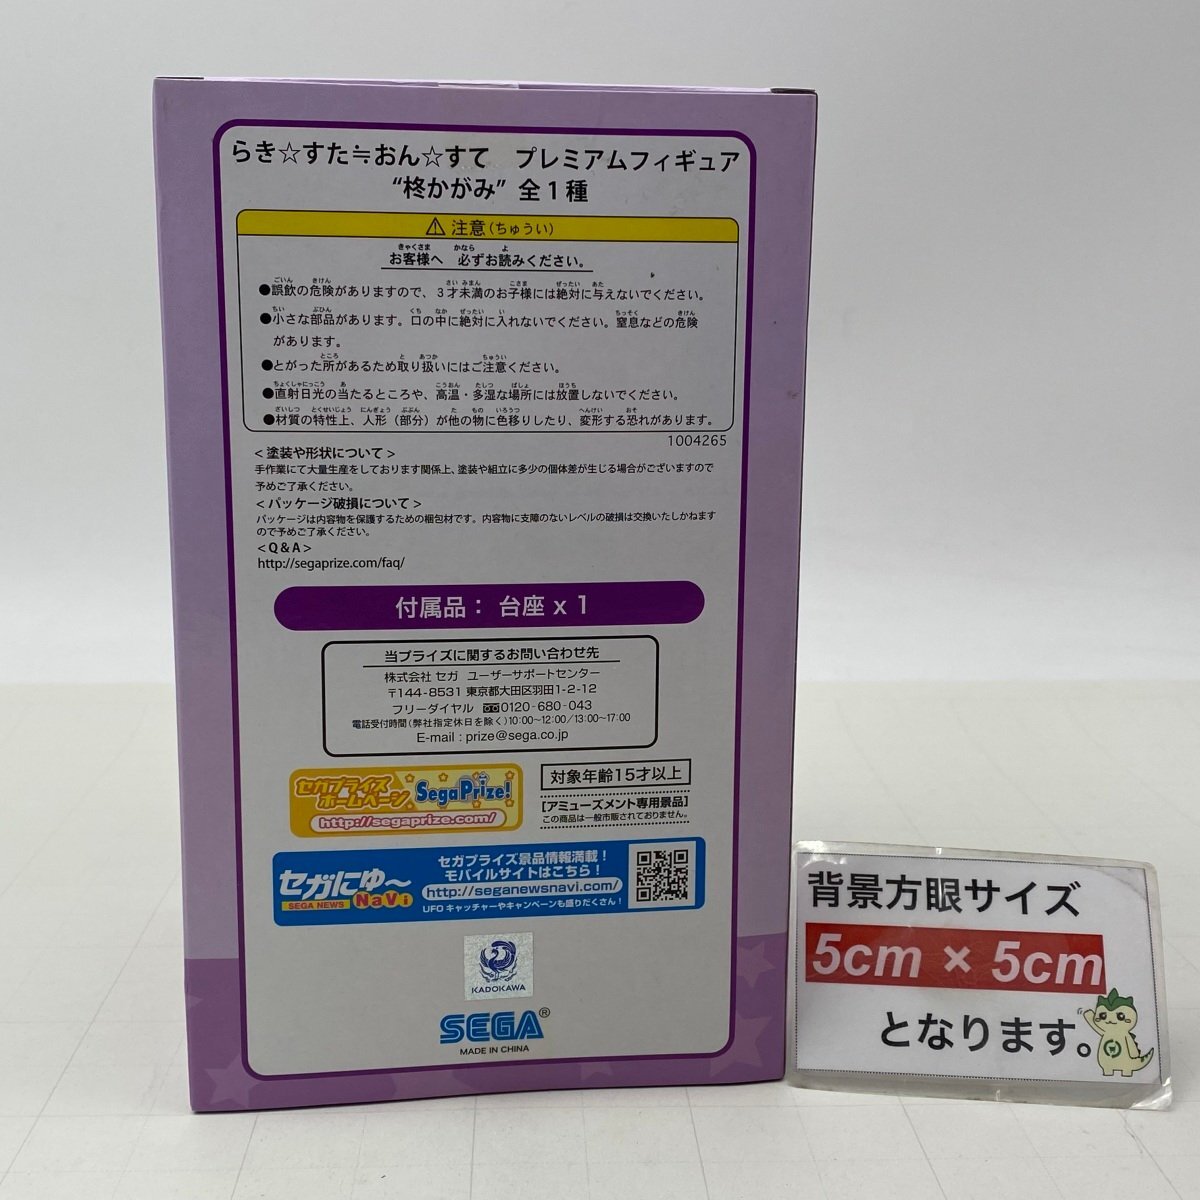 らき☆すた≒おん☆すて プレミアムフィギュア
“柊かがみ” 全1種
⚠ 注意(ちゅうい)
お客様へ 必ずお読みください。
●誤飲の危険がありますので、3才未満のお子様には絶対に与えないでください。
●小さな部品があります。口の中に絶対に入れないでください。窒息などの危険
があります。
●とがった所があるため取り扱いにはご注意ください。
●直射日光の当たるところや、高温・多湿な場所には放置しないでください。
●材質の特性上、人形(部分)が他の物に色移りしたり、変形する恐れがあります。
1004265
<塗装や形状について>
手作業にて大量生産をしております関係上、塗装や組立に多少の個体差が生じる場合がございますので
予めご了承ください。
<パッケージ破損について>
パッケージは内容物を保護するための梱包材です。内容物に支障のないレベルの破損は交換いたしかねます
ので予めご了承ください。
<Q&A>
http://segaprize.com/faq/
付属品: 台座 x 1
当プライズに関するお問い合わせ先
株式会社 セガ ユーザーサポートセンター
〒144-8531 東京都大田区羽田1-2-12
フリーダイヤル 0120-680-043
電話受付時間(弊社指定休日を除く)10:00~12:00/13:00~17:00
E-mail : prize@sega.co.jp
セガプライズ
ホームページ
SegaPrize!
http://segaprize.com/
対象年齢15才以上
[アミューズメント専用景品]
この商品は一般市販されておりません。
セガにゅ〜
SEGA NEWS NaVi
セガプライズ景品情報満載!
モバイルサイトはこちら!
http://seganewsnavi.com/
UFOキャッチャーやキャンペーンも盛りだくさん!
KADOKAWA
SEGA®
MADE IN CHINA
背景方眼サイズ
5cm × 5cm
となります。